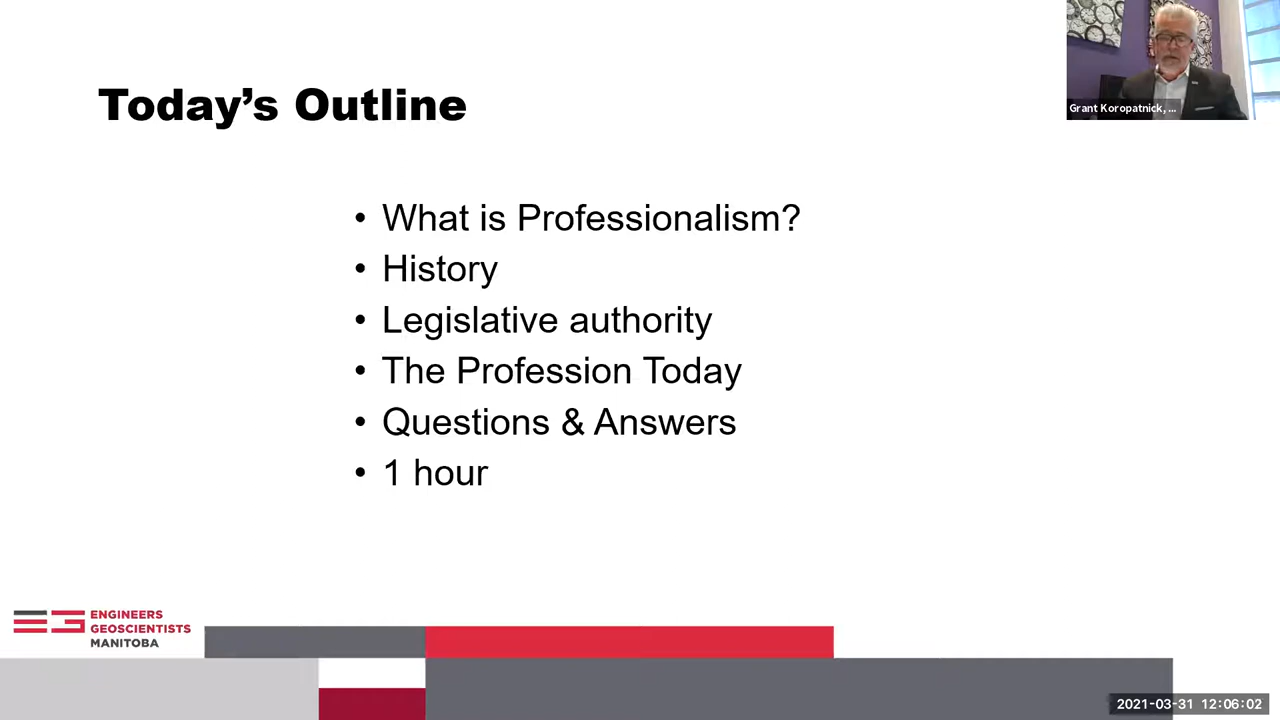 Today’s Outline
Grant Koropatnick, ...
• What is Professionalism?
• History
• Legislative authority
• The Profession Today
• Questions & Answers
• 1 hour
ENGINEERS
GEOSCIENTISTS
MANITOBA
2021-03-31 12:06:02